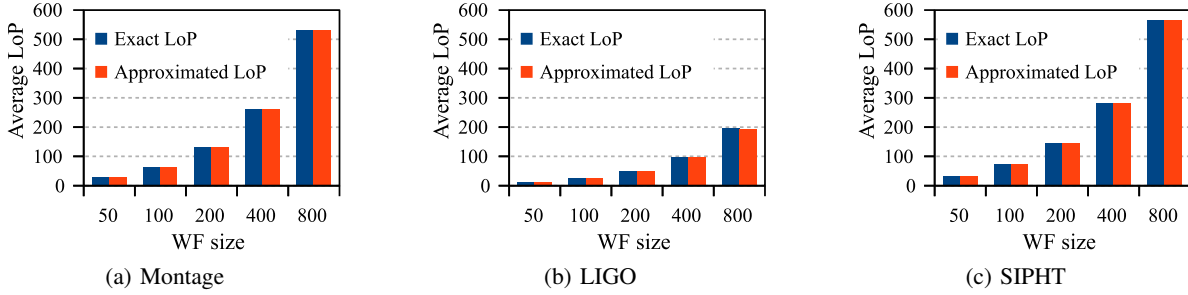 600
500
400
300
200
100
0
Average LoP
Exact LoP
Approximated LoP
50 100 200 400 800
WF size
(a) Montage
600
500
400
300
200
100
0
Average LoP
Exact LoP
Approximated LoP
50 100 200 400 800
WF size
(b) LIGO
600
500
400
300
200
100
0
Average LoP
Exact LoP
Approximated LoP
50 100 200 400 800
WF size
(c) SIPHT